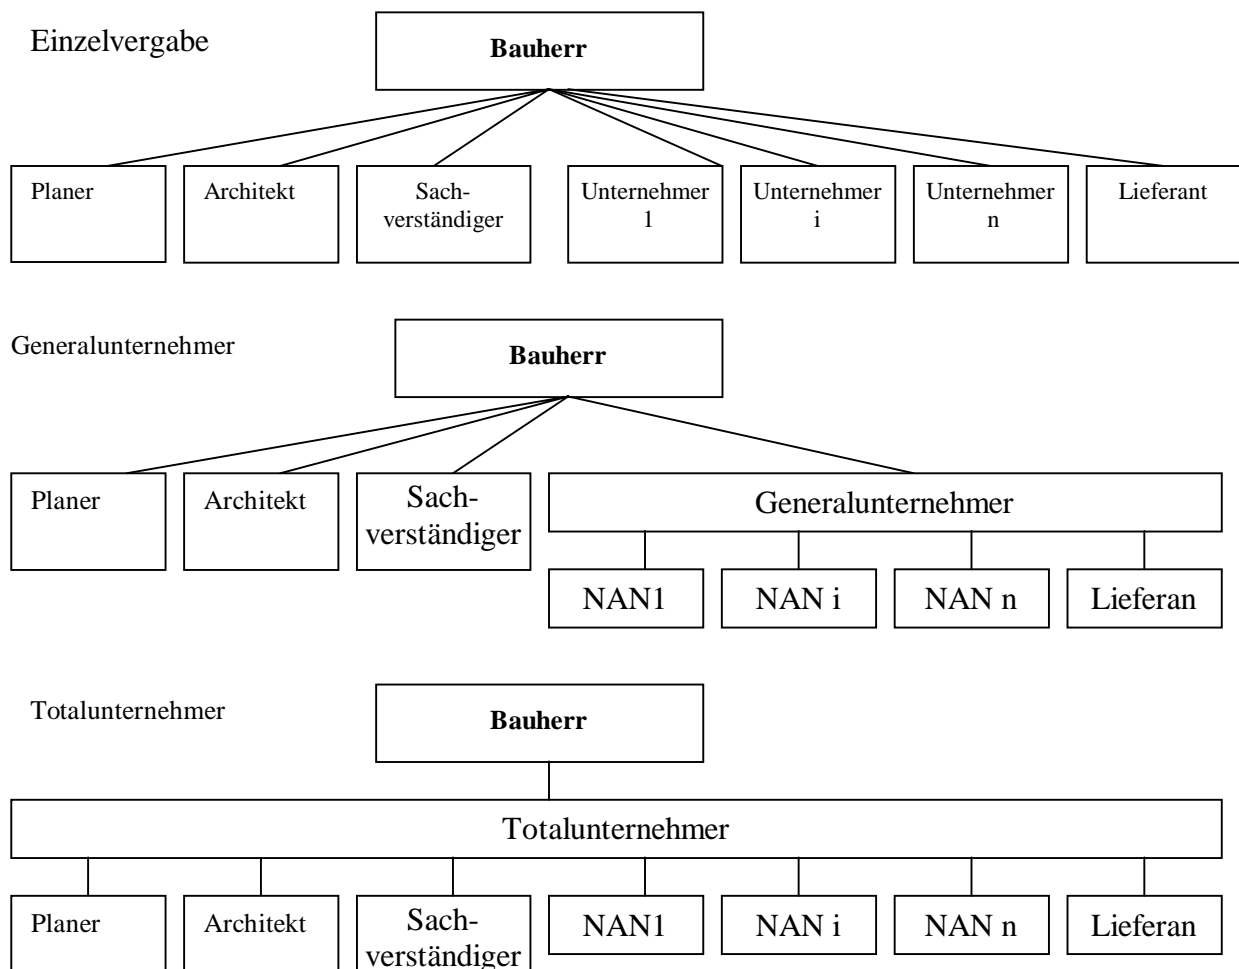 Einzelvergabe
Bauherr
Planer
Architekt
Sach-
verständiger
Unternehmer
1
Unternehmer
i
Unternehmer
n
Lieferant
Generalunternehmer
Bauherr
Planer
Architekt
Sach-
verständiger
Generalunternehmer
NAN1
NAN i
NAN n
Lieferan
Totalunternehmer
Bauherr
Totalunternehmer
Planer
Architekt
Sach-
verständiger
NAN1
NAN i
NAN n
Lieferan